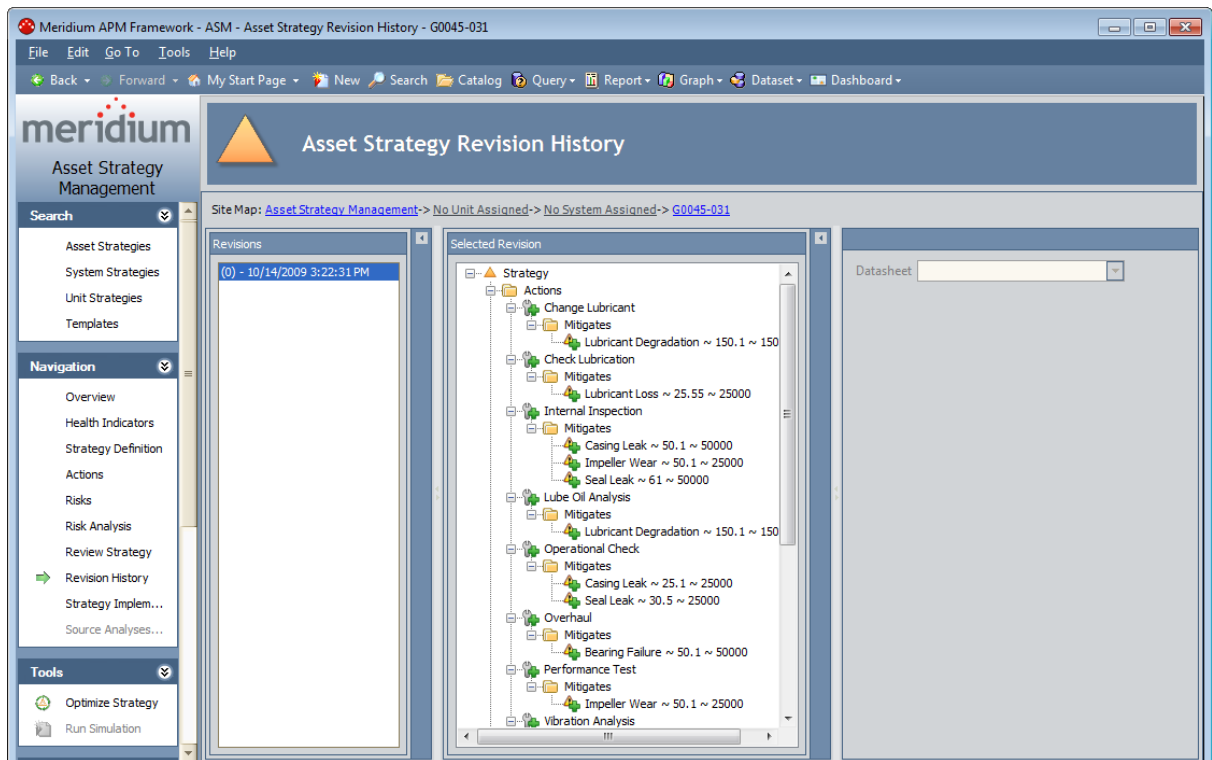 Meridium APM Framework - ASM - Asset Strategy Revision History - G0045-031
File Edit Go To Tools Help
Back Forward My Start Page New Search Catalog Query Report Graph Dataset Dashboard
meridium
Asset Strategy
Management
Asset Strategy Revision History
Site Map: Asset Strategy Management-> No Unit Assigned-> No System Assigned-> G0045-031
Search
Asset Strategies
System Strategies
Unit Strategies
Templates
Navigation
Overview
Health Indicators
Strategy Definition
Actions
Risks
Risk Analysis
Review Strategy
Revision History
Strategy Implem...
Source Analyses...
Tools
Optimize Strategy
Run Simulation
Revisions
(0) - 10/14/2009 3:22:31 PM
Selected Revision
Strategy
Actions
Change Lubricant
Mitigates
Lubricant Degradation ~ 150.1 ~ 150
Check Lubrication
Mitigates
Lubricant Loss ~ 25.55 ~ 25000
Internal Inspection
Mitigates
Casing Leak ~ 50.1 ~ 50000
Impeller Wear ~ 50.1 ~ 25000
Seal Leak ~ 61 ~ 50000
Lube Oil Analysis
Mitigates
Lubricant Degradation ~ 150.1 ~ 150
Operational Check
Mitigates
Casing Leak ~ 25.1 ~ 25000
Seal Leak ~ 30.5 ~ 25000
Overhaul
Mitigates
Bearing Failure ~ 50.1 ~ 50000
Performance Test
Mitigates
Impeller Wear ~ 50.1 ~ 25000
Vibration Analysis
Datasheet